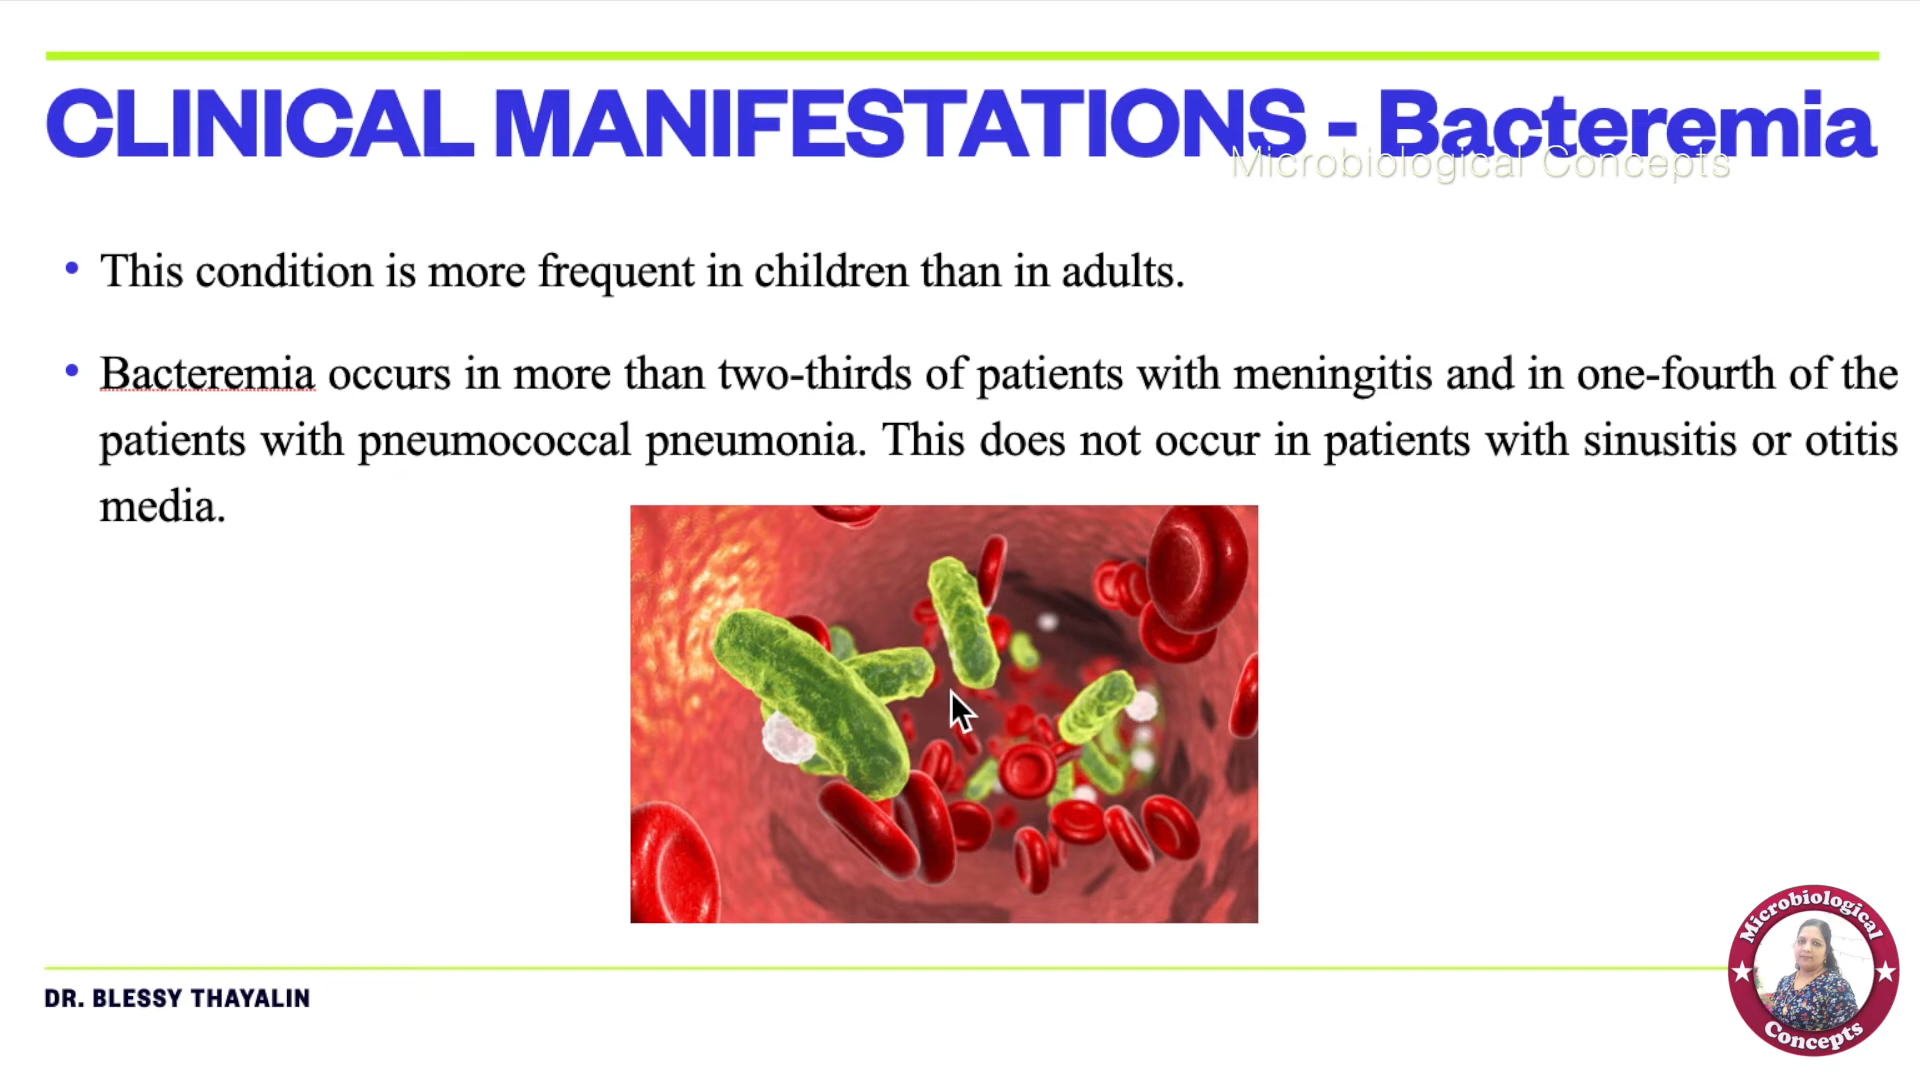 CLINICAL MANIFESTATIONS - Bacteremia
Microbiological Concepts
• This condition is more frequent in children than in adults.
• Bacteremia occurs in more than two-thirds of patients with meningitis and in one-fourth of the
patients with pneumococcal pneumonia. This does not occur in patients with sinusitis or otitis
media.
DR. BLESSY THAYALIN
Microbiological
Concepts